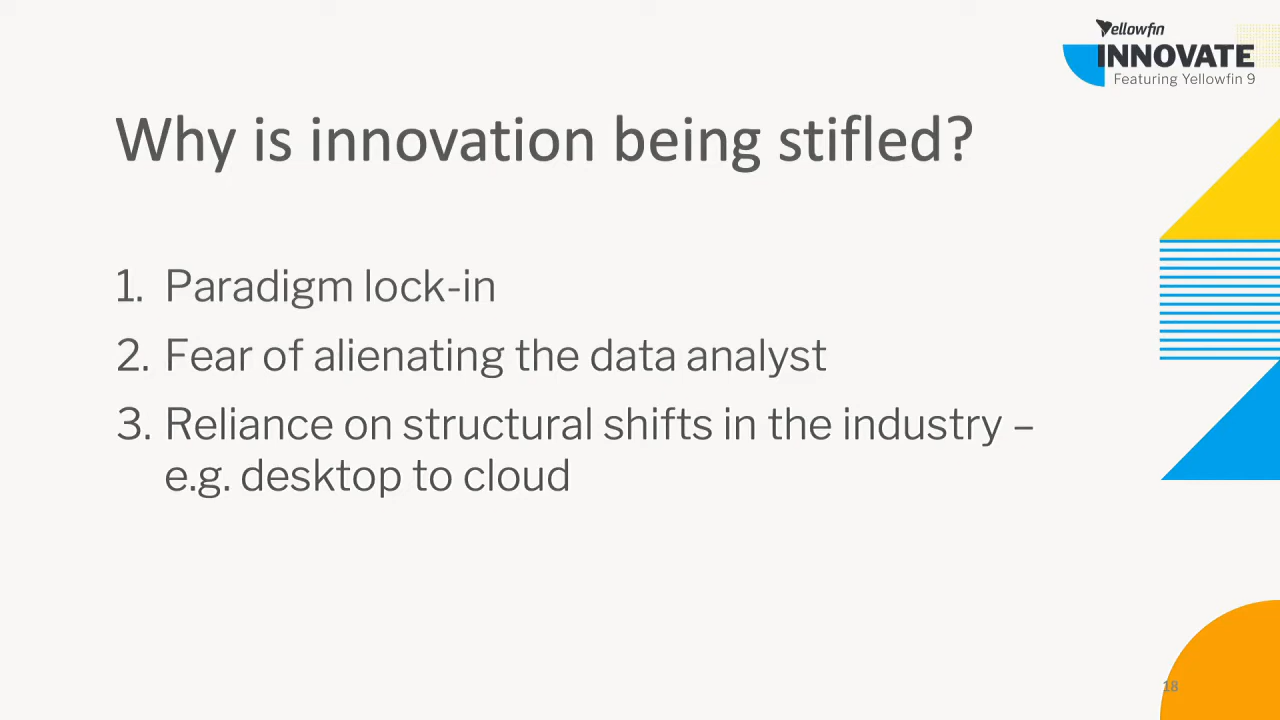 Yellowfin
INNOVATE
Featuring Yellowfin 9
Why is innovation being stifled?
1. Paradigm lock-in
2. Fear of alienating the data analyst
3. Reliance on structural shifts in the industry –
e.g. desktop to cloud
18